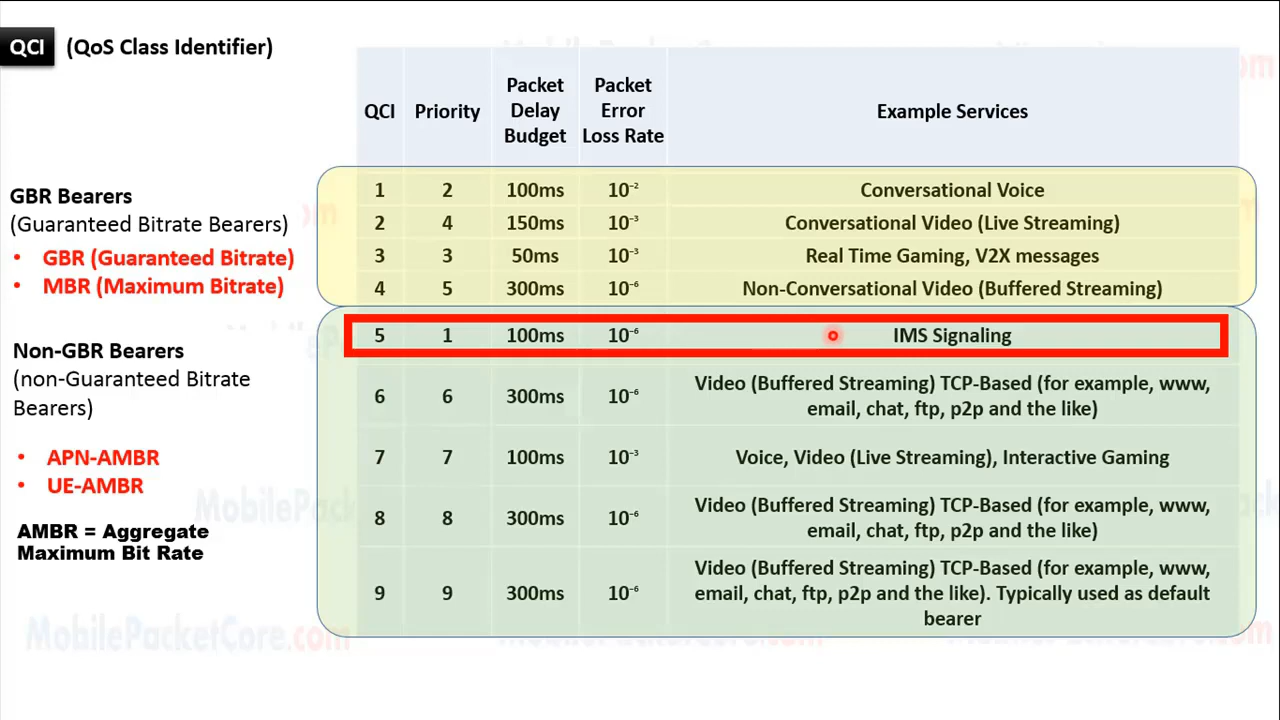 QCI (QoS Class Identifier)
QCI
Priority
Packet
Delay
Budget
Packet
Error
Loss Rate
Example Services
GBR Bearers
(Guaranteed Bitrate Bearers)
• GBR (Guaranteed Bitrate)
• MBR (Maximum Bitrate)
1 2 100ms 10⁻² Conversational Voice
2 4 150ms 10⁻³ Conversational Video (Live Streaming)
3 3 50ms 10⁻³ Real Time Gaming, V2X messages
4 5 300ms 10⁻⁶ Non-Conversational Video (Buffered Streaming)
Non-GBR Bearers
(non-Guaranteed Bitrate
Bearers)
• APN-AMBR
• UE-AMBR
AMBR = Aggregate
Maximum Bit Rate
5 1 100ms 10⁻⁶ IMS Signaling
6 6 300ms 10⁻⁶ Video (Buffered Streaming) TCP-Based (for example, www,
email, chat, ftp, p2p and the like)
7 7 100ms 10⁻³ Voice, Video (Live Streaming), Interactive Gaming
8 8 300ms 10⁻⁶ Video (Buffered Streaming) TCP-Based (for example, www,
email, chat, ftp, p2p and the like)
9 9 300ms 10⁻⁶ Video (Buffered Streaming) TCP-Based (for example, www,
email, chat, ftp, p2p and the like). Typically used as default
bearer
MobilePacketCore.com